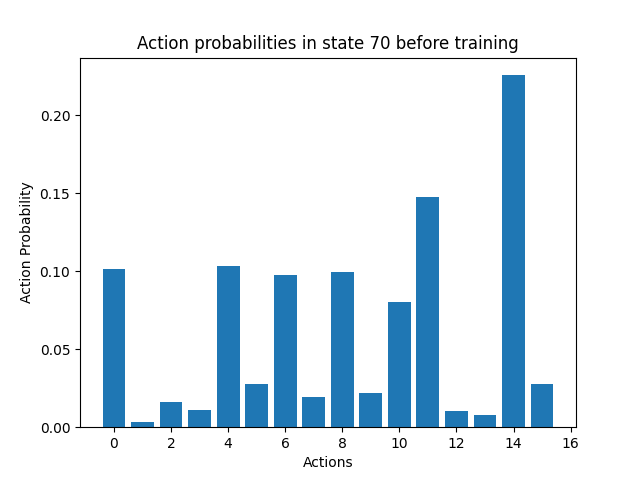 Action probabilities in state 70 before training
Action Probability
0.20
0.15
0.10
0.05
0.00
0 2 4 6 8 10 12 14 16
Actions